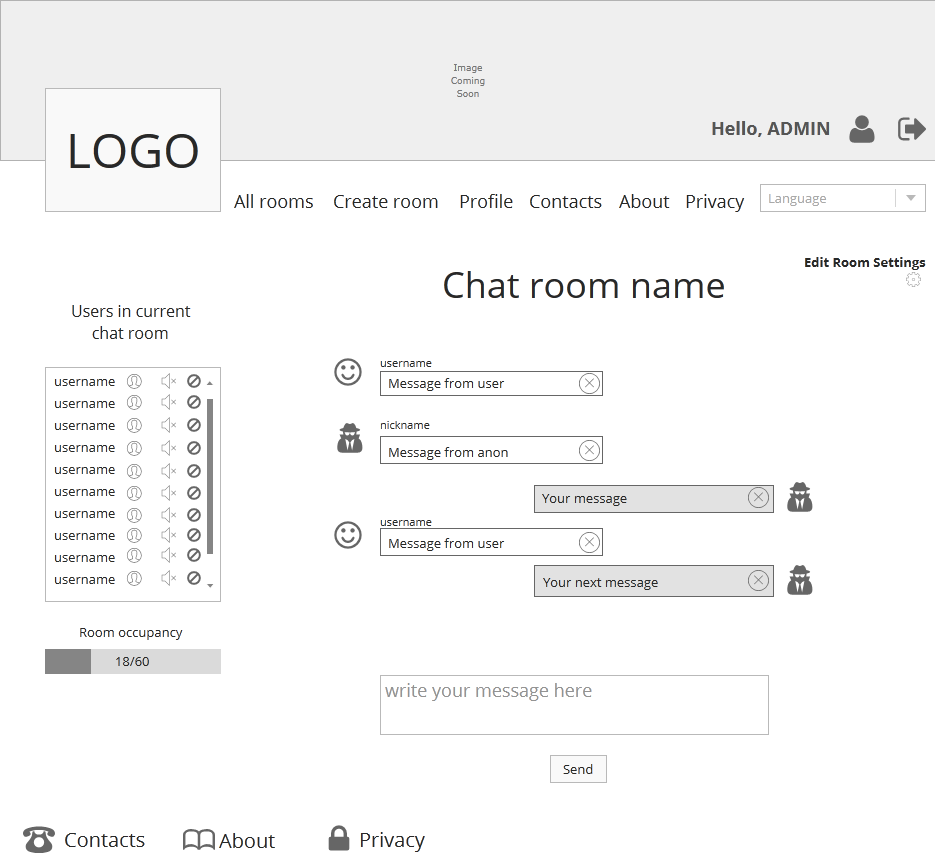 Image
Coming
Soon
LOGO
Hello, ADMIN
All rooms Create room Profile Contacts About Privacy Language
Edit Room Settings
Chat room name
Users in current
chat room
username
username
username
username
username
username
username
username
username
username
Room occupancy
18/60
username
Message from user
nickname
Message from anon
Your message
username
Message from user
Your next message
write your message here
Send
Contacts About Privacy